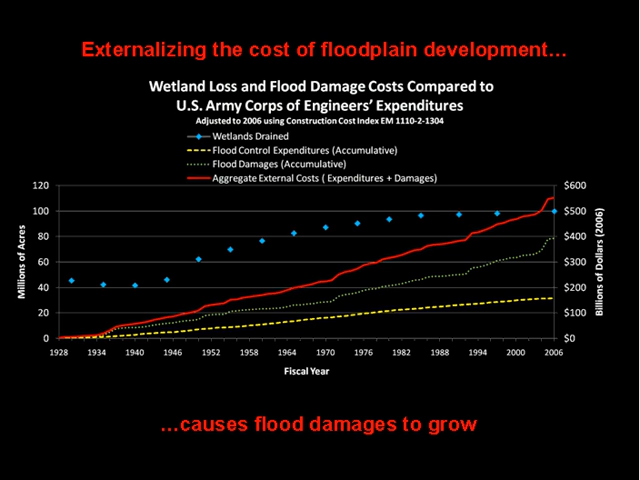 Externalizing the cost of floodplain development…
Wetland Loss and Flood Damage Costs Compared to
U.S. Army Corps of Engineers’ Expenditures
Adjusted to 2006 using Construction Cost Index EM 1110-2-1304
Wetlands Drained
Flood Control Expenditures (Accumulative)
Flood Damages (Accumulative)
Aggregate External Costs ( Expenditures + Damages)
120 $600
100 $500
80 $400
60 $300
40 $200
20 $100
0 $0
Millions of Acres
Billions of Dollars (2006)
1928 1934 1940 1946 1952 1958 1964 1970 1976 1982 1988 1994 2000 2006
Fiscal Year
…causes flood damages to grow